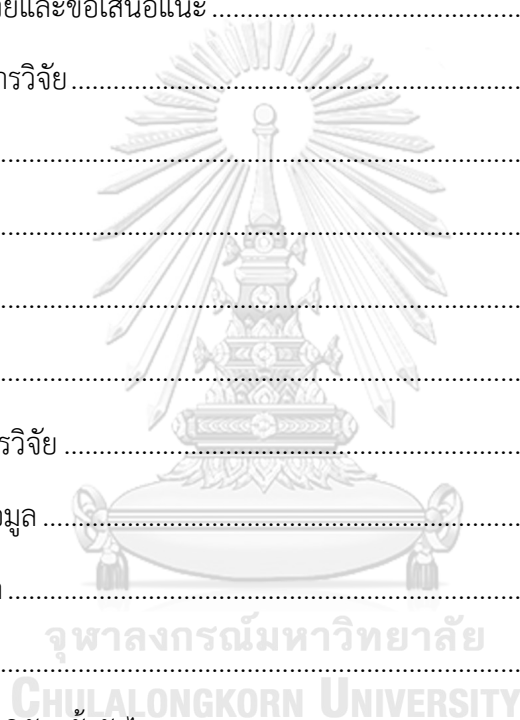 ยและข้อเสนอแนะ ........................................................
ารวิจัย ................................................................................
................................................................................
................................................................................
................................................................................
................................................................................
ารวิจัย ................................................................................
อมูล ................................................................................
................................................................................
จุฬาลงกรณ์มหาวิทยาลัย
................................................................................
CHULALONGKORN UNIVERSITY